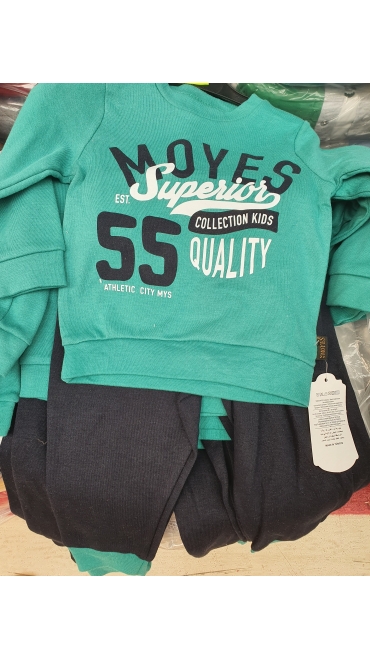 MOYES
EST. Superior
COLLECTION KIDS
55 QUALITY
ATHLETIC CITY MYS